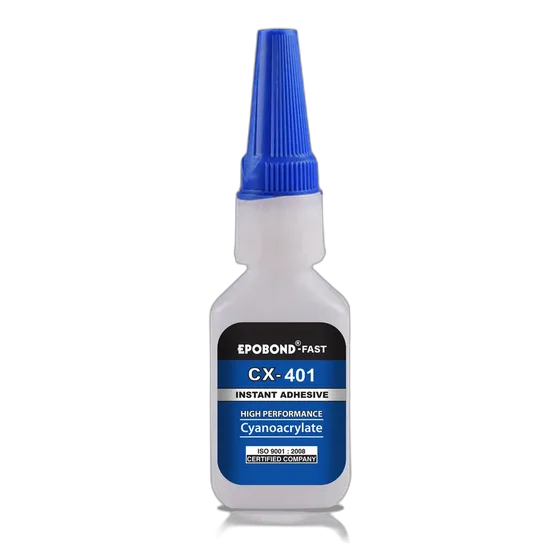 EPOBOND®-FAST
CX-401
INSTANT ADHESIVE
HIGH PERFORMANCE
Cyanoacrylate
ISO 9001 : 2008
CERTIFIED COMPANY